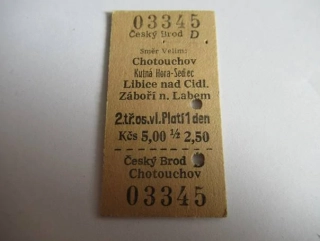 03345
Český Brod D
Směr Velim
Chotouchov
Kutná Hora-Sedlec
Libice nad Cidl.
Záboří n. Labem
2.tř.os.vl.Platí 1 den
Kčs 5,00 ½ 2,50
Český Brod D
Chotouchov
03345